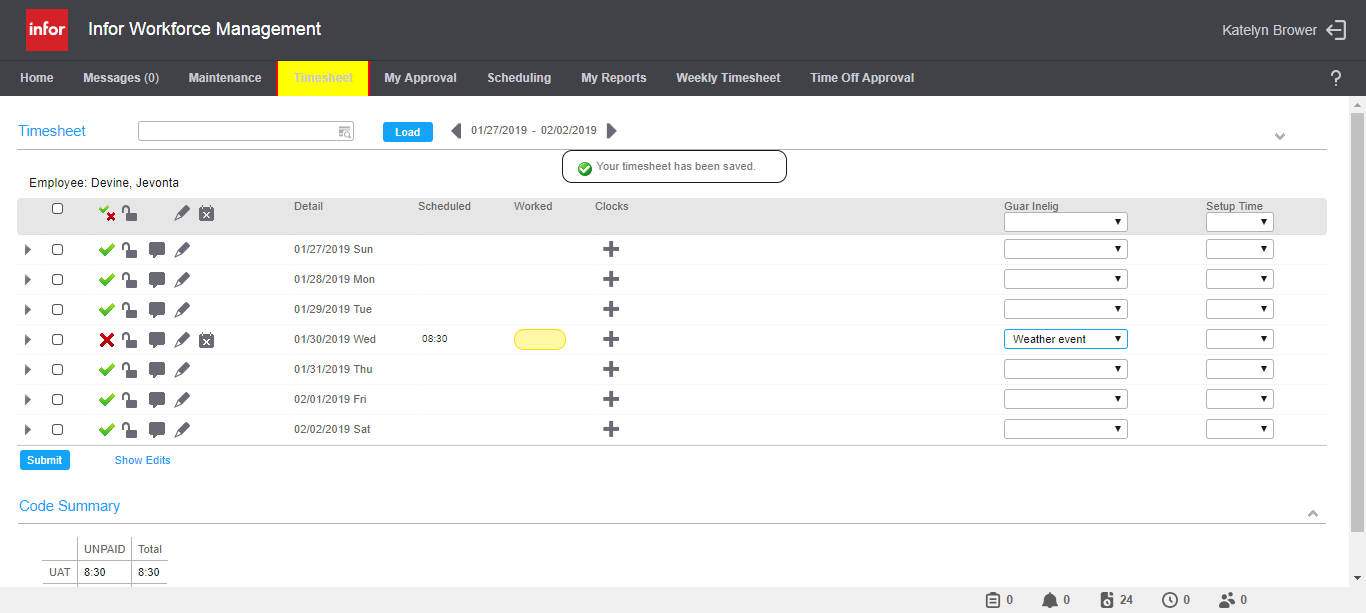 infor Infor Workforce Management Katelyn Brower
Home Messages (0) Maintenance Timesheet My Approval Scheduling My Reports Weekly Timesheet Time Off Approval ?
Timesheet Load 01/27/2019 - 02/02/2019
Your timesheet has been saved.
Employee: Devine, Jevonta
Detail Scheduled Worked Clocks Guar Inelig Setup Time
01/27/2019 Sun
01/28/2019 Mon
01/29/2019 Tue
01/30/2019 Wed 08:30 Weather event
01/31/2019 Thu
02/01/2019 Fri
02/02/2019 Sat
Submit Show Edits
Code Summary
UNPAID Total
UAT 8:30 8:30
0 0 24 0 0